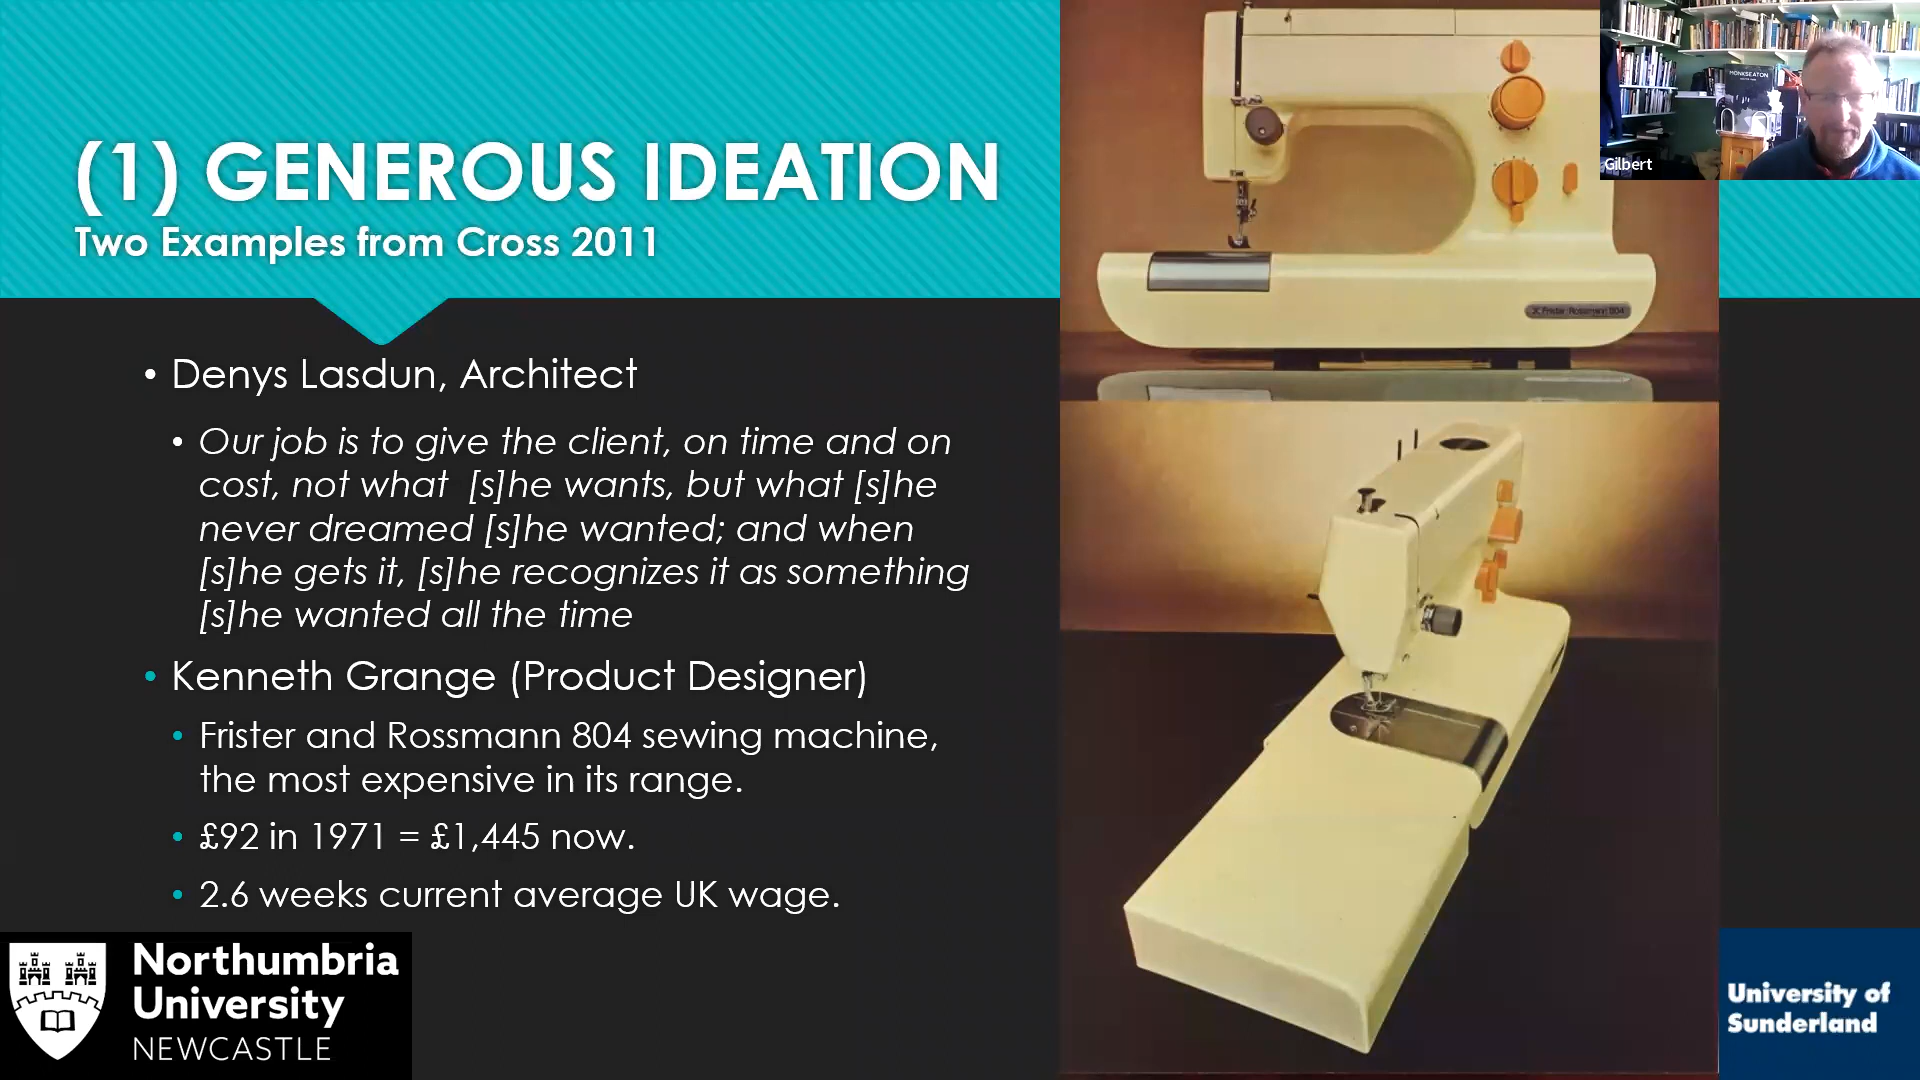 (1) GENEROUS IDEATION
Two Examples from Cross 2011
• Denys Lasdun, Architect
• Our job is to give the client, on time and on
cost, not what [s]he wants, but what [s]he
never dreamed [s]he wanted; and when
[s]he gets it, [s]he recognizes it as something
[s]he wanted all the time
• Kenneth Grange (Product Designer)
• Frister and Rossmann 804 sewing machine,
the most expensive in its range.
• £92 in 1971 = £1,445 now.
• 2.6 weeks current average UK wage.
Frister Rossmann 804
MONKSEATON
Gilbert
Northumbria
University
NEWCASTLE
University of
Sunderland